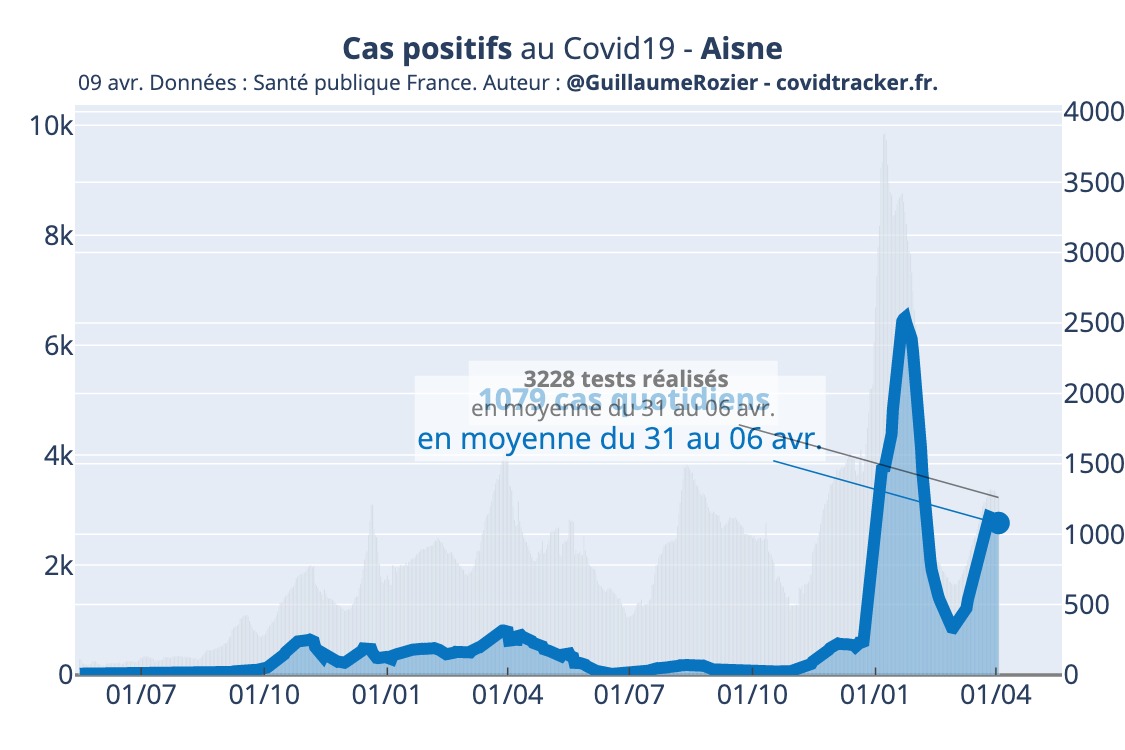 Cas positifs au Covid19 - Aisne
09 avr. Données : Santé publique France. Auteur : @GuillaumeRozier - covidtracker.fr.
10k
8k
6k
4k
2k
0
4000
3500
3000
2500
2000
1500
1000
500
0
3228 tests réalisés
1079 cas quotidiens
en moyenne du 31 au 06 avr.
en moyenne du 31 au 06 avr.
01/07 01/10 01/01 01/04 01/07 01/10 01/01 01/04